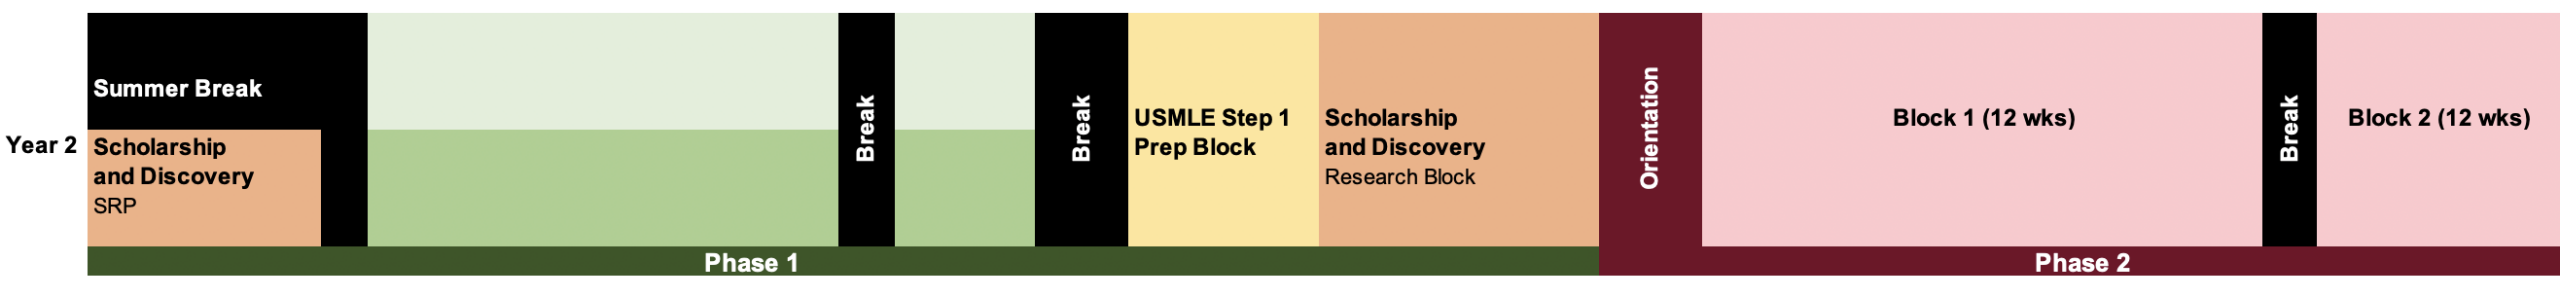 Year 2
Summer Break
Scholarship
and Discovery
SRP
Break
Break
USMLE Step 1
Prep Block
Scholarship
and Discovery
Research Block
Orientation
Block 1 (12 wks)
Break
Block 2 (12 wks)
Phase 1
Phase 2